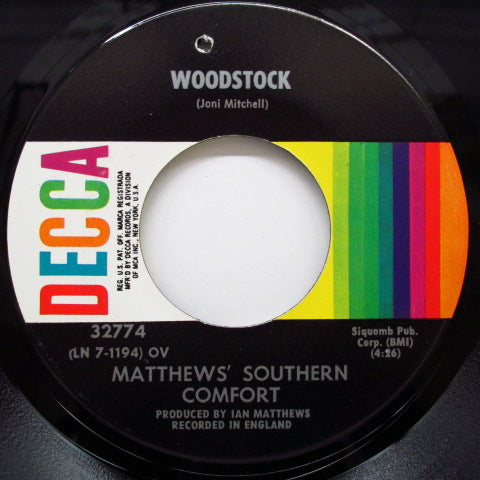 WOODSTOCK
(Joni Mitchell)
DECCA
REG. U.S. PAT. OFF. MARCA REGISTRADA
MFR'D BY DECCA RECORDS, A DIVISION
OF MCA INC., NEW YORK, U.S.A.
32774
(LN 7-1194) OV
Siquomb Pub.
Corp. (BMI)
(4:26)
MATTHEWS' SOUTHERN
COMFORT
PRODUCED BY IAN MATTHEWS
RECORDED IN ENGLAND